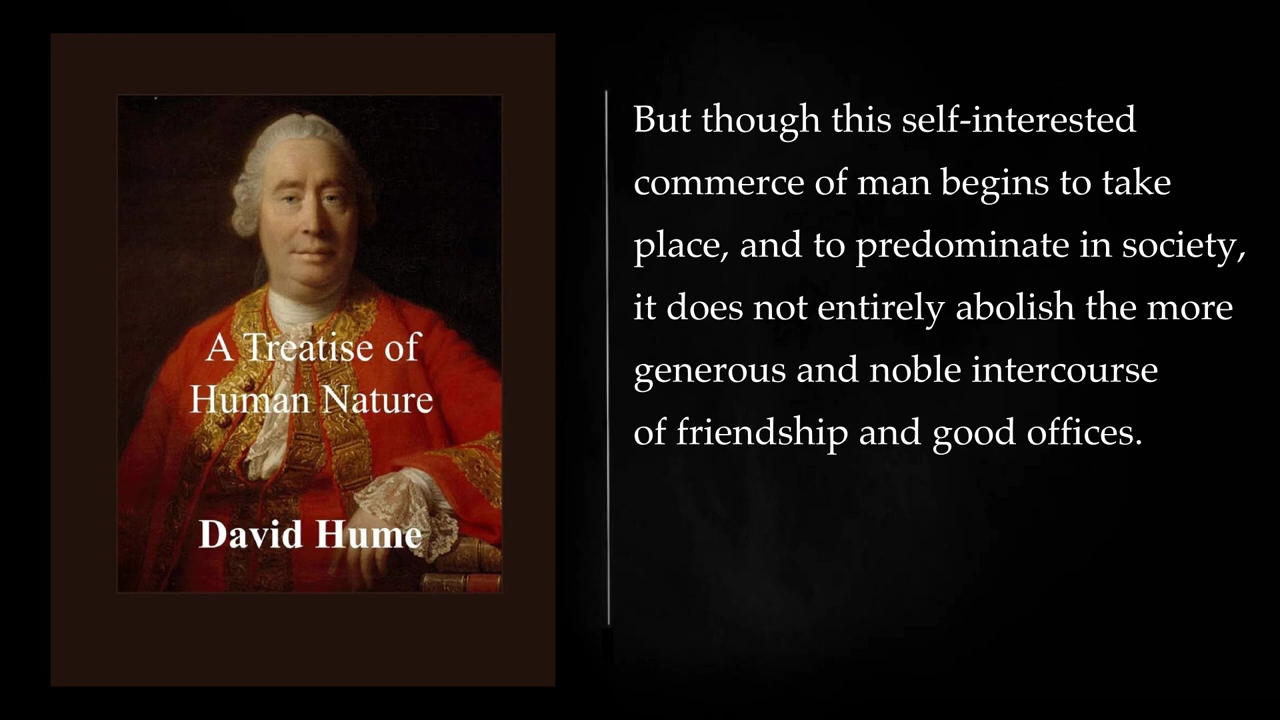 A Treatise of
Human Nature
David Hume
But though this self-interested
commerce of man begins to take
place, and to predominate in society,
it does not entirely abolish the more
generous and noble intercourse
of friendship and good offices.